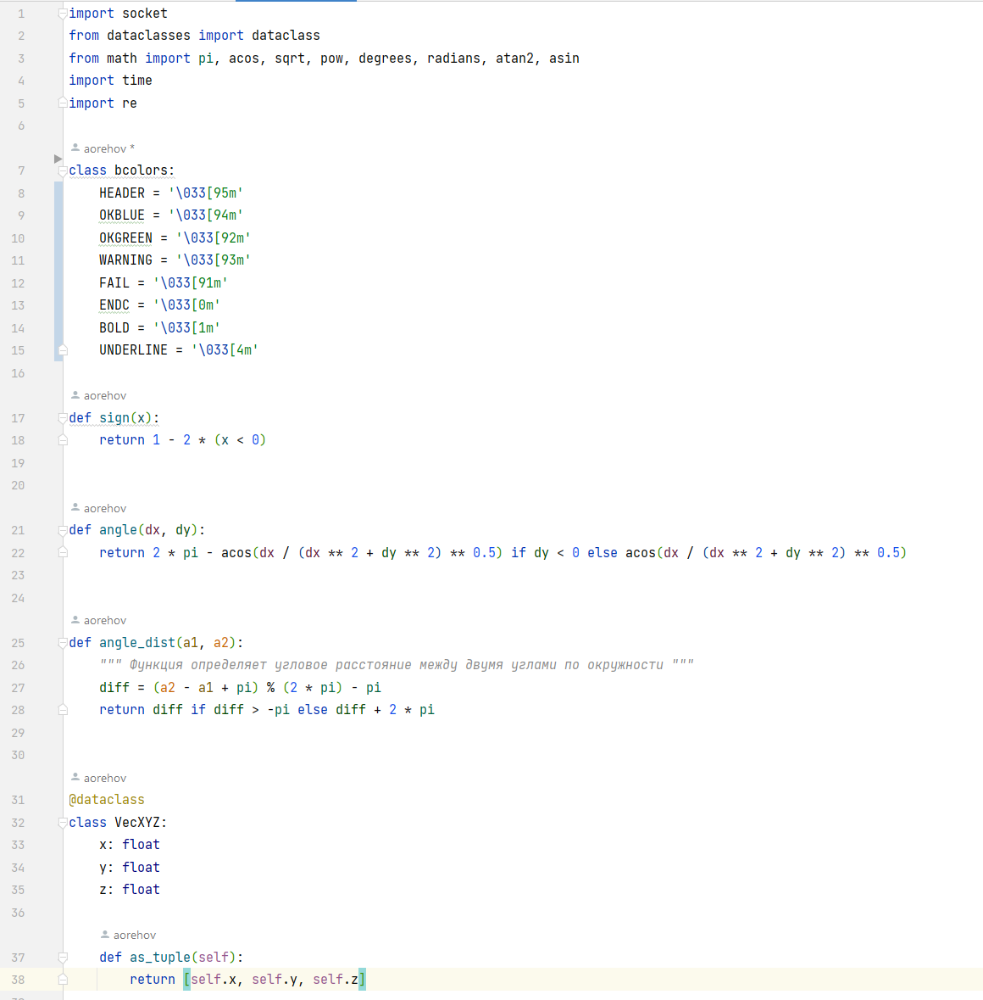 1 import socket
2 from dataclasses import dataclass
3 from math import pi, acos, sqrt, pow, degrees, radians, atan2, asin
4 import time
5 import re
6
aorehov *
7 class bcolors:
8     HEADER = '\033[95m'
9     OKBLUE = '\033[94m'
10     OKGREEN = '\033[92m'
11     WARNING = '\033[93m'
12     FAIL = '\033[91m'
13     ENDC = '\033[0m'
14     BOLD = '\033[1m'
15     UNDERLINE = '\033[4m'
16
aorehov
17 def sign(x):
18     return 1 - 2 * (x < 0)
19
20
aorehov
21 def angle(dx, dy):
22     return 2 * pi - acos(dx / (dx ** 2 + dy ** 2) ** 0.5) if dy < 0 else acos(dx / (dx ** 2 + dy ** 2) ** 0.5)
23
24
aorehov
25 def angle_dist(a1, a2):
26     """ Функция определяет угловое расстояние между двумя углами по окружности """
27     diff = (a2 - a1 + pi) % (2 * pi) - pi
28     return diff if diff > -pi else diff + 2 * pi
29
30
aorehov
31 @dataclass
32 class VecXYZ:
33     x: float
34     y: float
35     z: float
36
aorehov
37     def as_tuple(self):
38         return [self.x, self.y, self.z]